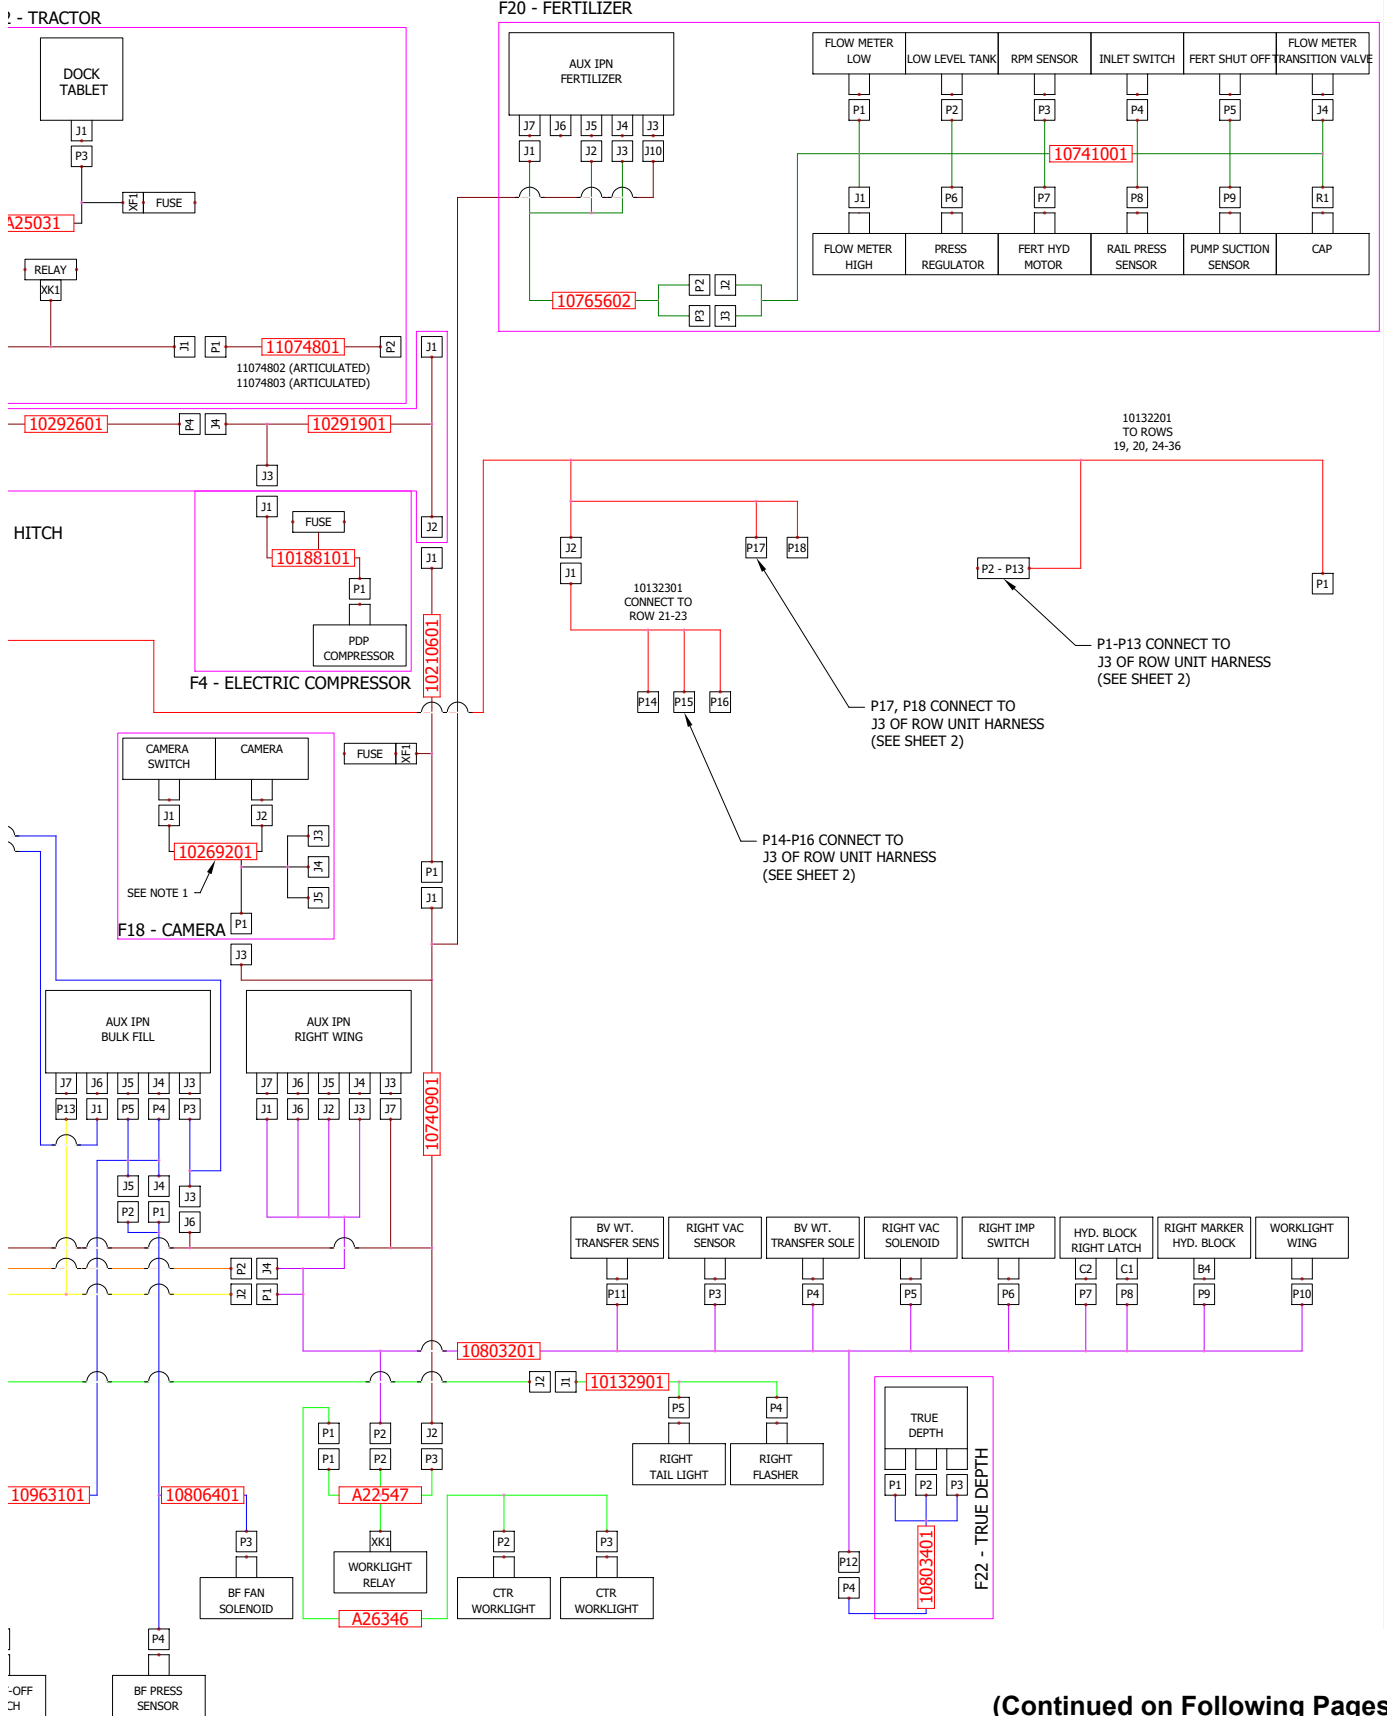 2 - TRACTOR
DOCK
TABLET
J1
P3
XF1
FUSE
A25031
RELAY
XK1
J1
P1
11074801
P2
11074802 (ARTICULATED)
11074803 (ARTICULATED)
J1
F20 - FERTILIZER
AUX IPN
FERTILIZER
J7 J6 J5 J4 J3
J1 J2 J3 J10
FLOW METER
LOW
LOW LEVEL TANK
RPM SENSOR
INLET SWITCH
FERT SHUT OFF
FLOW METER
TRANSITION VALVE
P1 P2 P3 P4 P5 J4
10741001
J1 P6 P7 P8 P9 R1
FLOW METER
HIGH
PRESS
REGULATOR
FERT HYD
MOTOR
RAIL PRESS
SENSOR
PUMP SUCTION
SENSOR
CAP
10765602
P2 J2
P3 J3
10292601
P4 J4
10291901
J3
HITCH
J1
FUSE
10188101
P1
PDP
COMPRESSOR
F4 - ELECTRIC COMPRESSOR
J2
J1
10210601
10132201
TO ROWS
19, 20, 24-36
J2
J1
P17
P18
P2 - P13
P1
10132301
CONNECT TO
ROW 21-23
P14 P15 P16
P1-P13 CONNECT TO
J3 OF ROW UNIT HARNESS
(SEE SHEET 2)
P17, P18 CONNECT TO
J3 OF ROW UNIT HARNESS
(SEE SHEET 2)
P14-P16 CONNECT TO
J3 OF ROW UNIT HARNESS
(SEE SHEET 2)
FUSE
XF1
CAMERA
SWITCH
CAMERA
J1
J2
10269201
J3
J4
J5
SEE NOTE 1
P1
F18 - CAMERA
J3
P1
J1
AUX IPN
BULK FILL
J7 J6 J5 J4 J3
P13 J1 P5 P4 P3
AUX IPN
RIGHT WING
J7 J6 J5 J4 J3
J1 J6 J2 J3 J7
10740901
J5 J4 J3
P2 P1 J6
P2 J4
J2 P1
BV WT.
TRANSFER SENS
RIGHT VAC
SENSOR
BV WT.
TRANSFER SOLE
RIGHT VAC
SOLENOID
RIGHT IMP
SWITCH
HYD. BLOCK
RIGHT LATCH
RIGHT MARKER
HYD. BLOCK
WORKLIGHT
WING
C2 C1 B4
P11 P3 P4 P5 P6 P7 P8 P9 P10
10803201
J2 J1
10132901
P5
P4
RIGHT
TAIL LIGHT
RIGHT
FLASHER
P1 P2 J2
P1 P2 P3
A22547
XK1
WORKLIGHT
RELAY
A26346
P2
P3
CTR
WORKLIGHT
CTR
WORKLIGHT
TRUE
DEPTH
P1 P2 P3
10803401
F22 - TRUE DEPTH
P12
P4
10963101
10806401
P3
BF FAN
SOLENOID
P4
BF PRESS
SENSOR
-OFF
CH
(Continued on Following Pages